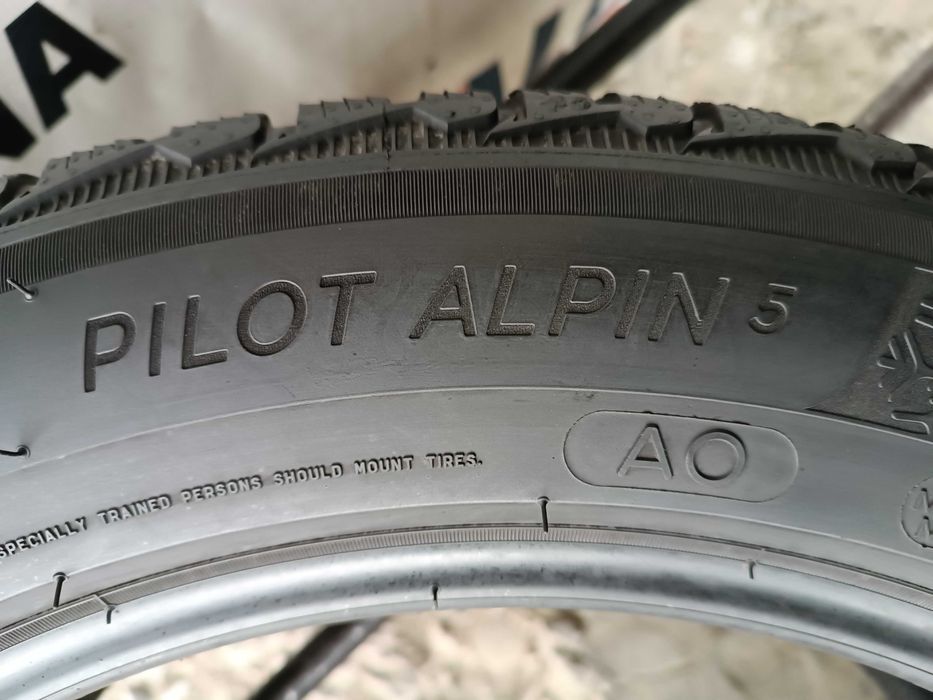 PILOT ALPIN 5
AO
SPECIALLY TRAINED PERSONS SHOULD MOUNT TIRES.